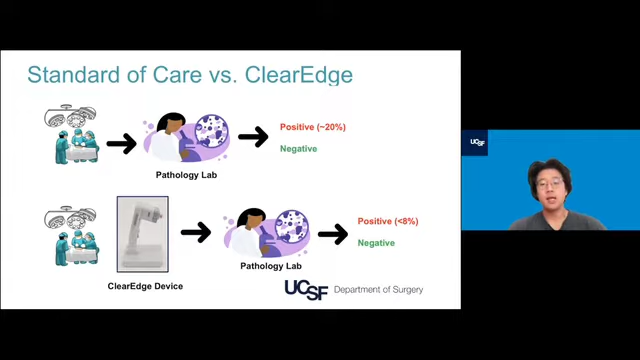 Standard of Care vs. ClearEdge
Pathology Lab
Positive (~20%)
Negative
ClearEdge Device
Pathology Lab
Positive (<8%)
Negative
UCSF Department of Surgery
UCSF